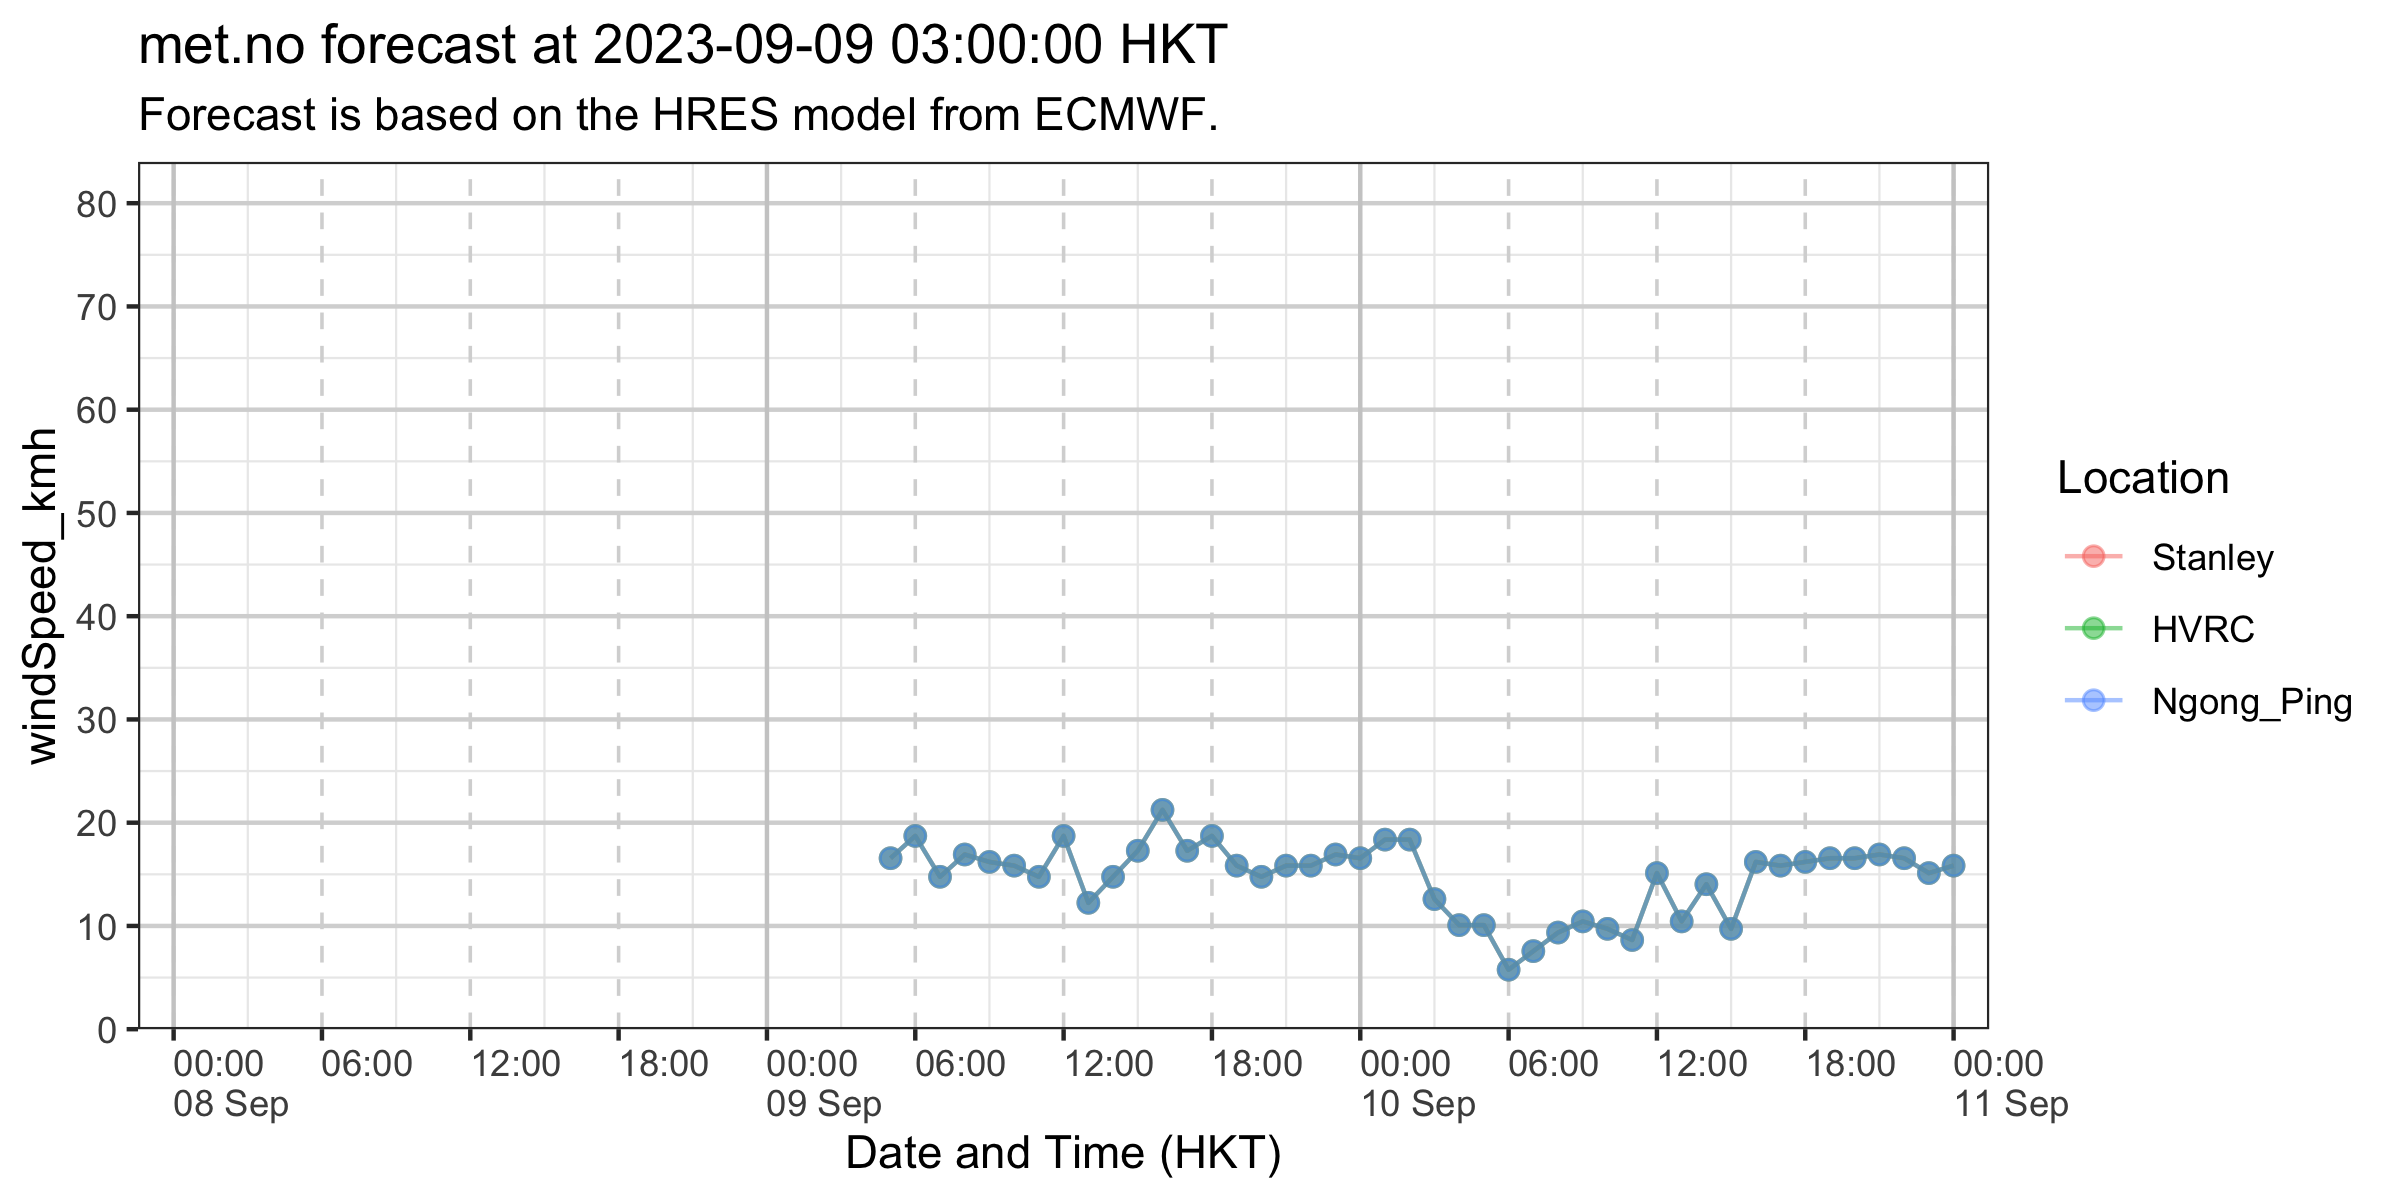 met.no forecast at 2023-09-09 03:00:00 HKT
Forecast is based on the HRES model from ECMWF.
windSpeed_kmh
80
70
60
50
40
30
20
10
0
00:00 06:00 12:00 18:00 00:00 06:00 12:00 18:00 00:00 06:00 12:00 18:00 00:00
08 Sep 09 Sep 10 Sep 11 Sep
Date and Time (HKT)
Location
Stanley
HVRC
Ngong_Ping